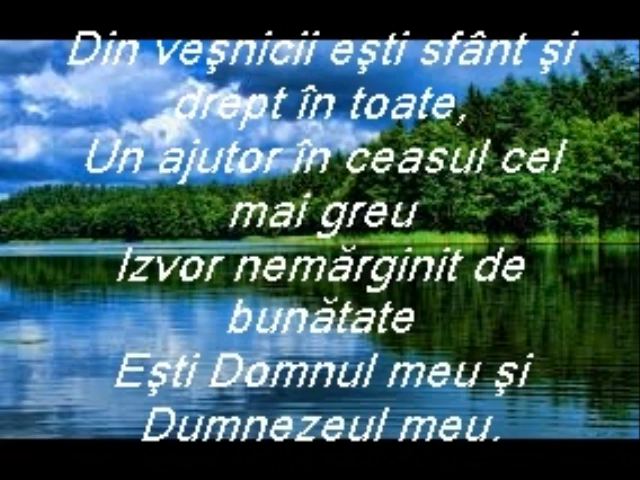 Din veşnicii eşti sfânt şi
drept în toate,
Un ajutor în ceasul cel
mai greu
Izvor nemărginit de
bunătate
Eşti Domnul meu şi
Dumnezeul meu.